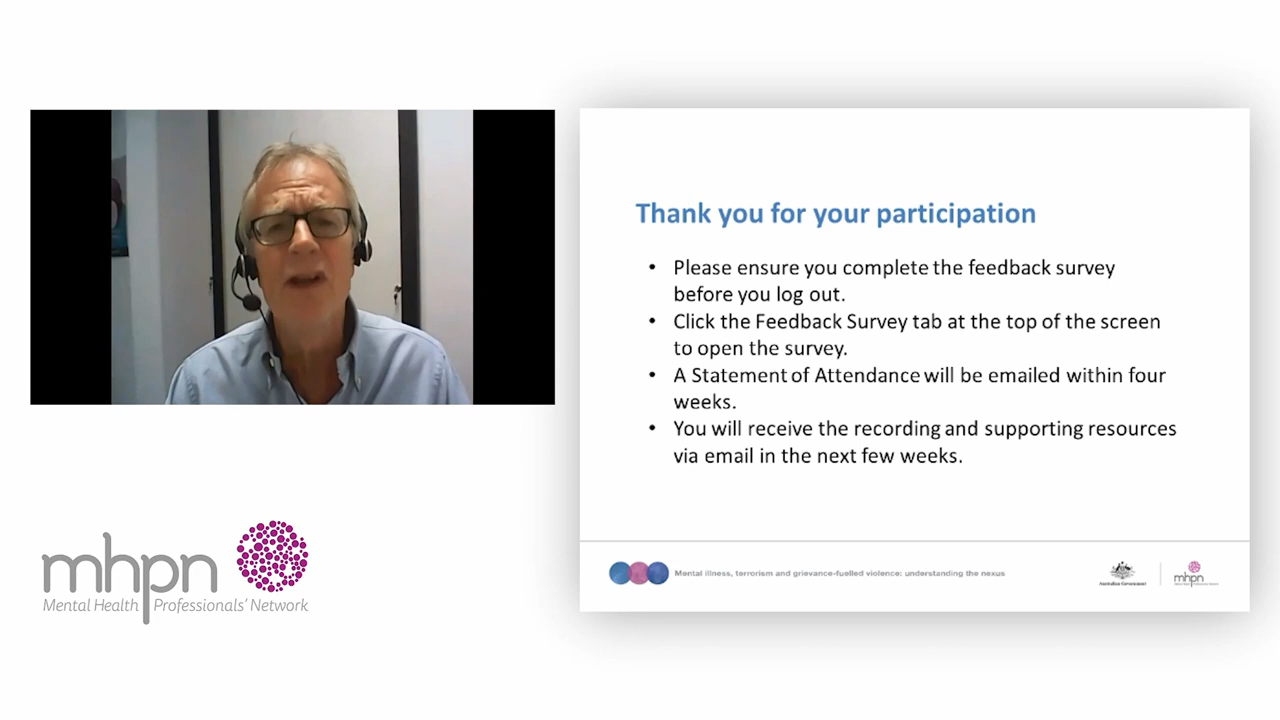 Thank you for your participation
• Please ensure you complete the feedback survey
before you log out.
• Click the Feedback Survey tab at the top of the screen
to open the survey.
• A Statement of Attendance will be emailed within four
weeks.
• You will receive the recording and supporting resources
via email in the next few weeks.
mhpn
Mental Health Professionals' Network
Mental illness, terrorism and grievance-fuelled violence: understanding the nexus
Australian Government
mhpn